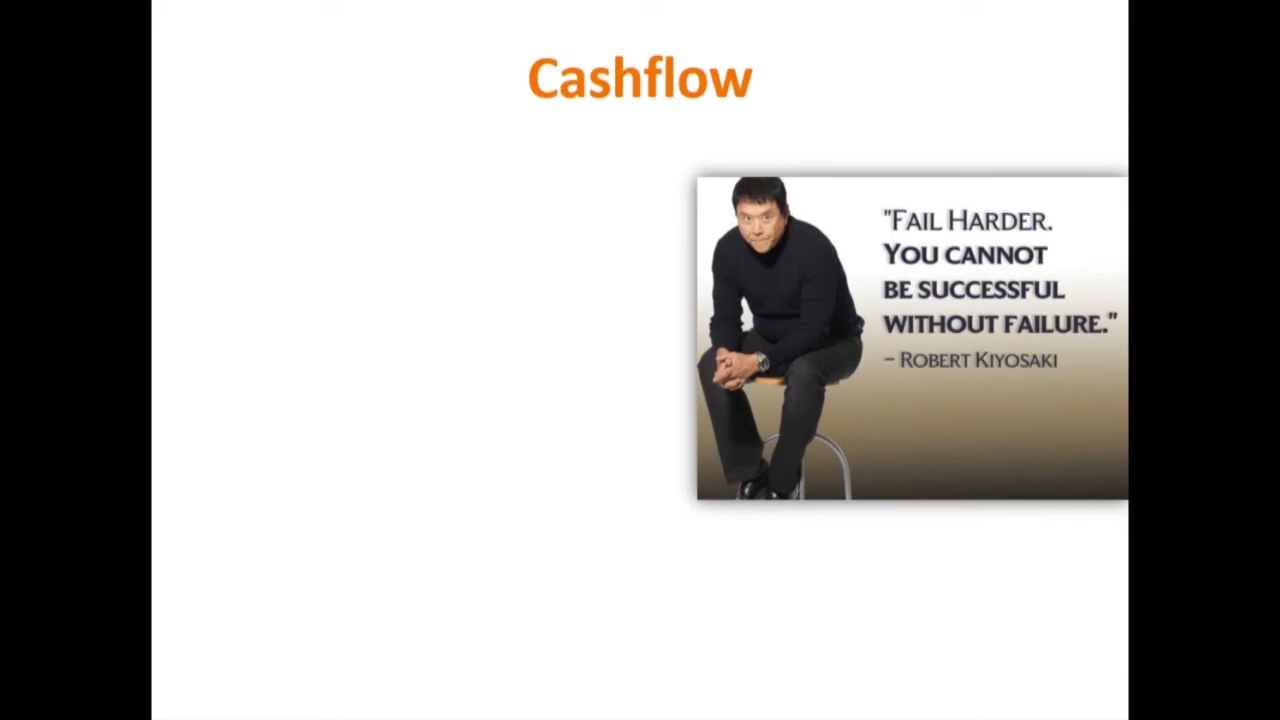 Cashflow
"FAIL HARDER.
YOU CANNOT
BE SUCCESSFUL
WITHOUT FAILURE."
– ROBERT KIYOSAKI